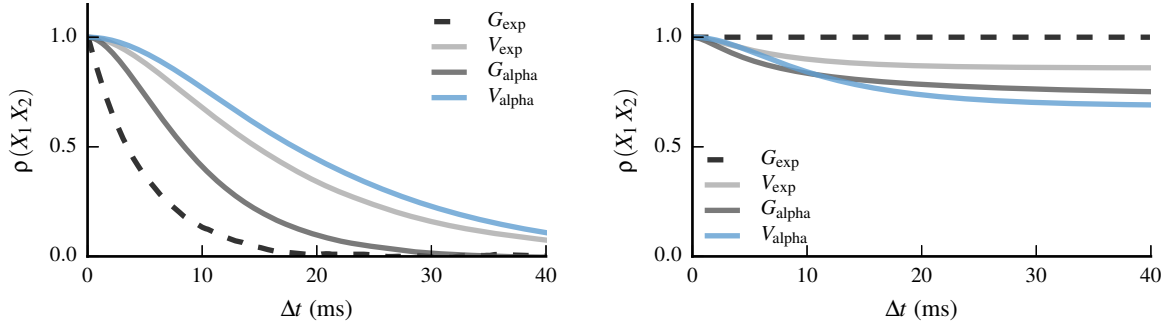 G_exp
V_exp
G_alpha
V_alpha
1.0
0.5
0.0
ρ (X_1 X_2)
0
10
20
30
40
Δt (ms)
1.0
0.5
0.0
ρ (X_1 X_2)
G_exp
V_exp
G_alpha
V_alpha
0
10
20
30
40
Δt (ms)